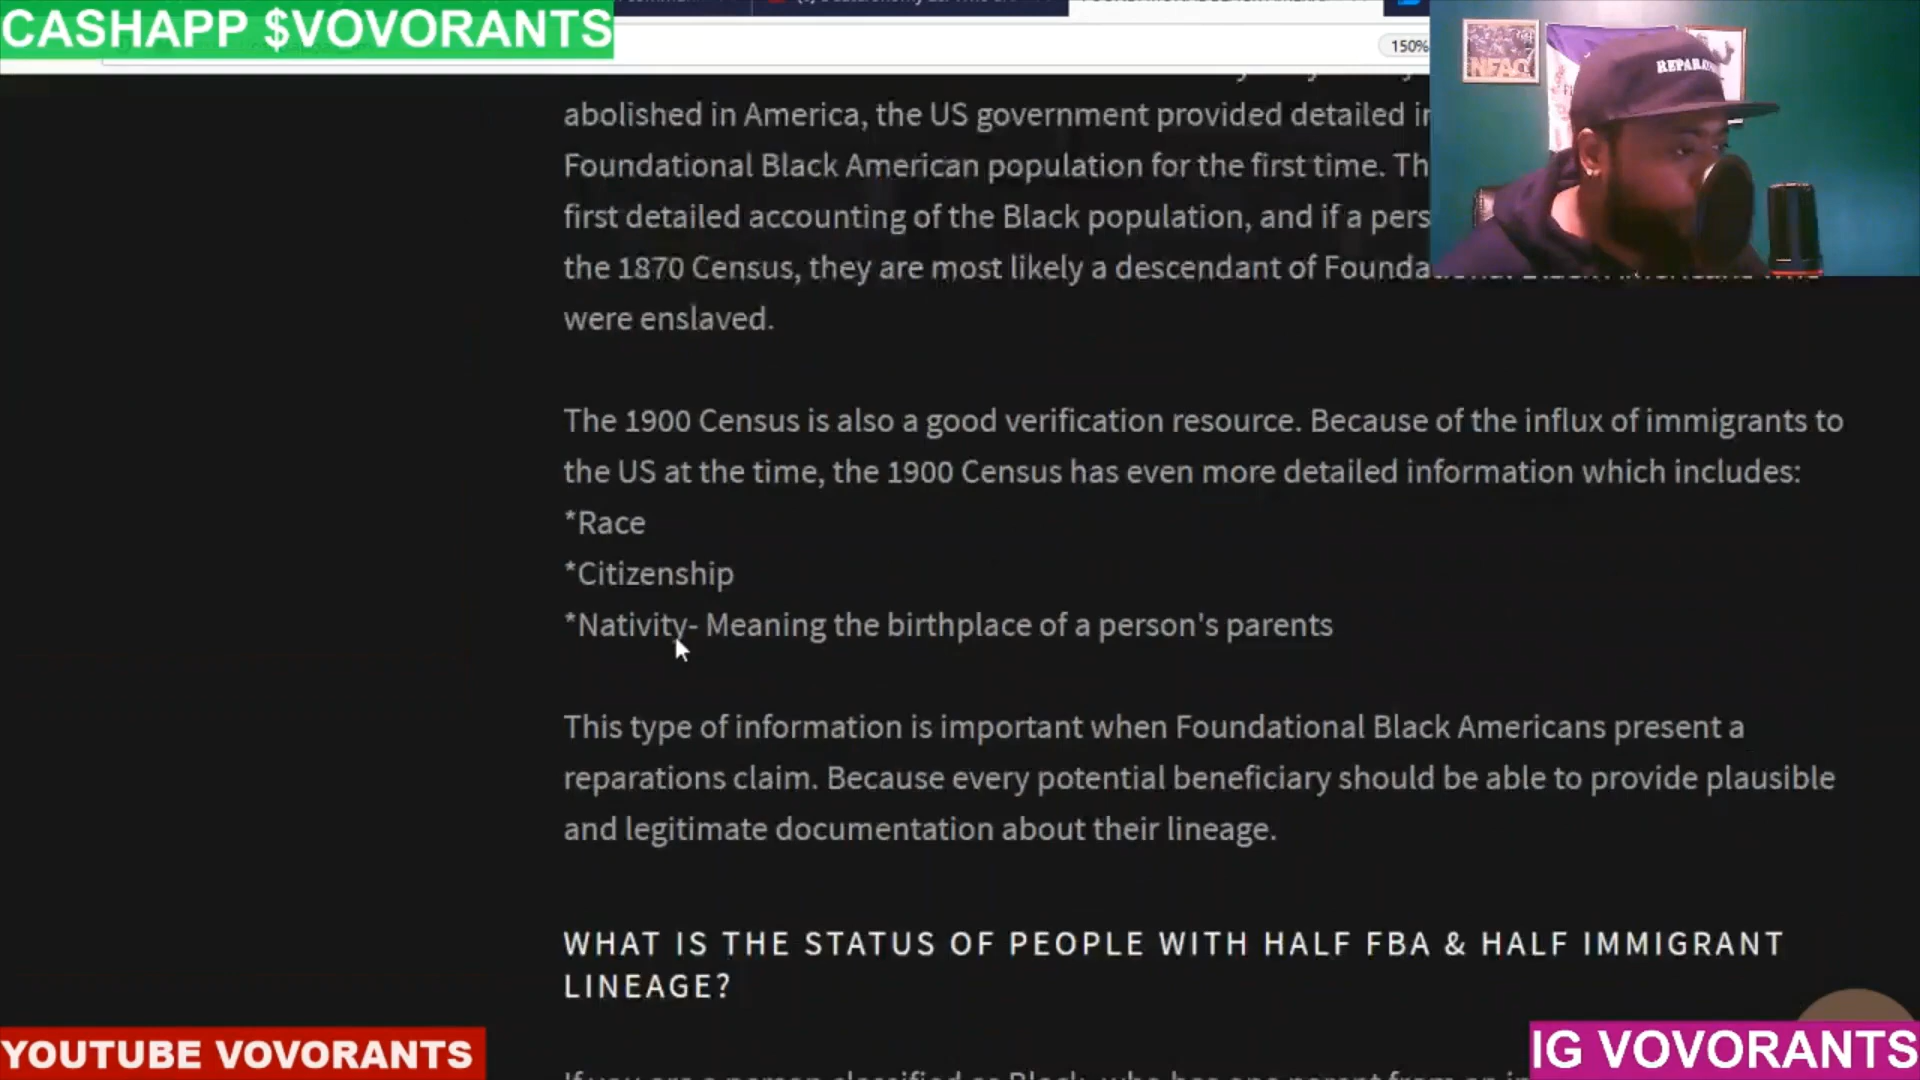 CASHAPP $VOVORANTS
150%
NFAC
abolished in America, the US government provided detailed
Foundational Black American population for the first time.
first detailed accounting of the Black population, and if a
the 1870 Census, they are most likely a descendant of
were enslaved.
The 1900 Census is also a good verification resource. Because of the influx of immigrants to
the US at the time, the 1900 Census has even more detailed information which includes:
*Race
*Citizenship
*Nativity- Meaning the birthplace of a person's parents
This type of information is important when Foundational Black Americans present a
reparations claim. Because every potential beneficiary should be able to provide plausible
and legitimate documentation about their lineage.
WHAT IS THE STATUS OF PEOPLE WITH HALF FBA & HALF IMMIGRANT
LINEAGE?
YOUTUBE VOVORANTS
IG VOVORANTS